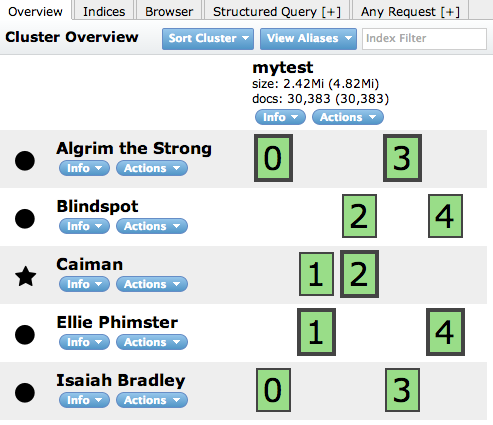 Overview Indices Browser Structured Query [+] Any Request [+]
Cluster Overview Sort Cluster View Aliases Index Filter
mytest
size: 2.42Mi (4.82Mi)
docs: 30,383 (30,383)
Info Actions
Algrim the Strong 0 3
Info Actions
Blindspot 2 4
Info Actions
Caiman 1 2
Info Actions
Ellie Phimster 1 4
Info Actions
Isaiah Bradley 0 3
Info Actions